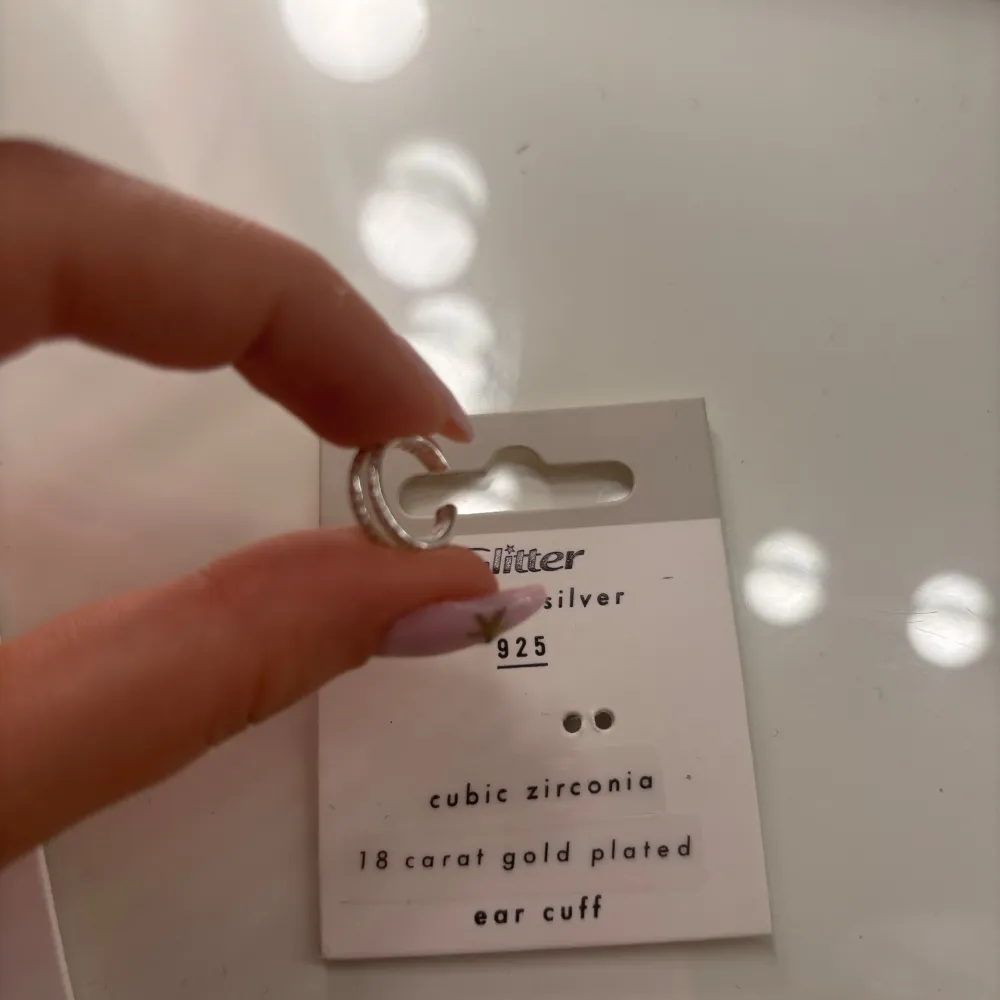 Glitter
silver
925
cubic zirconia
18 carat gold plated
ear cuff